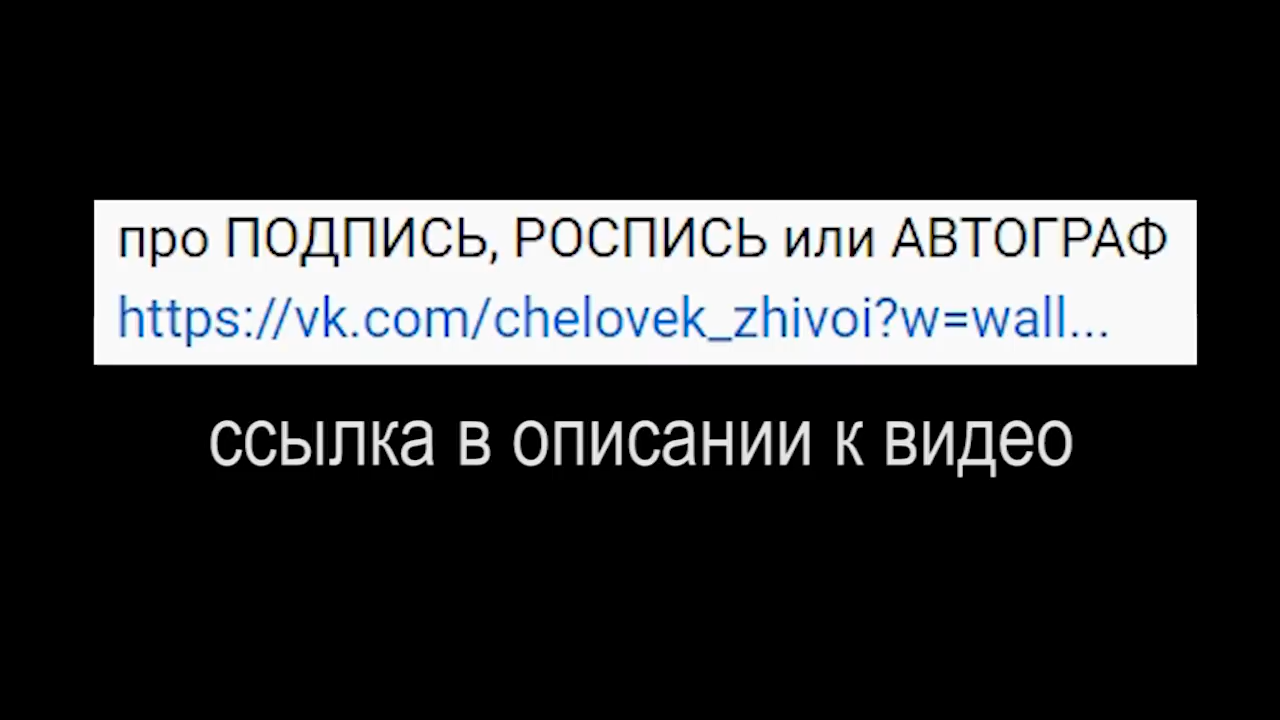 про ПОДПИСЬ, РОСПИСЬ или АВТОГРАФ
https://vk.com/chelovek_zhivoi?w=wall...
ссылка в описании к видео